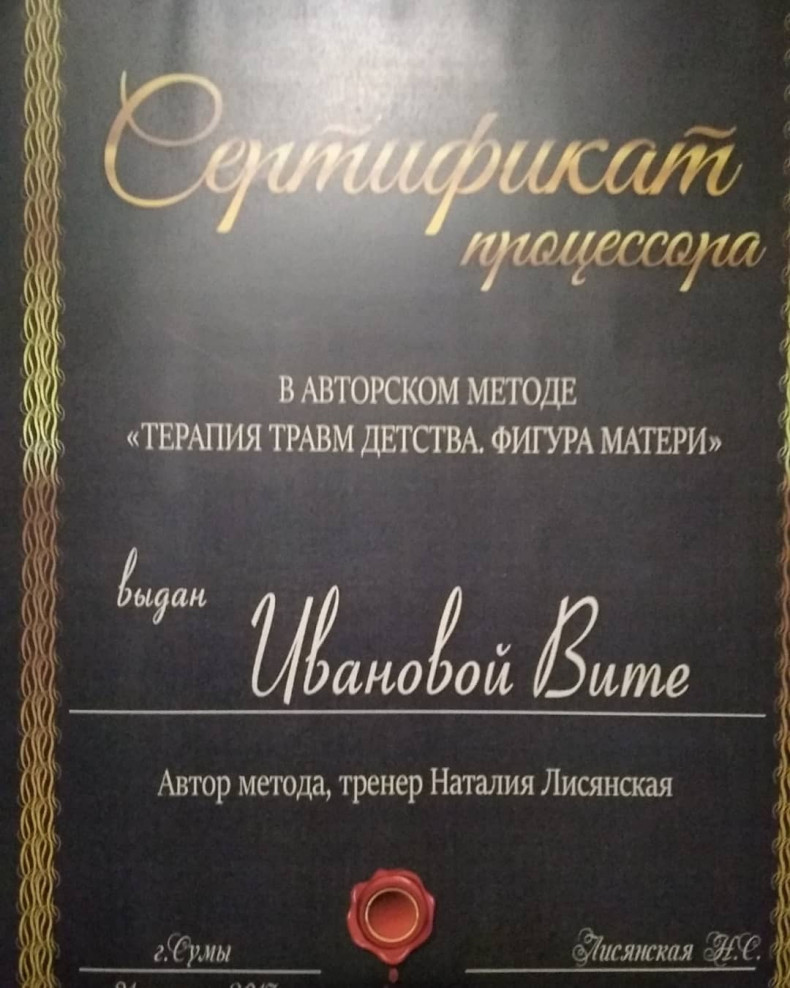 Сертификат
процессора
В АВТОРСКОМ МЕТОДЕ
«ТЕРАПИЯ ТРАВМ ДЕТСТВА. ФИГУРА МАТЕРИ»
выдан
Ивановой Вите
Автор метода, тренер Наталия Лисянская
г.Сумы
Лисянская Н.С.